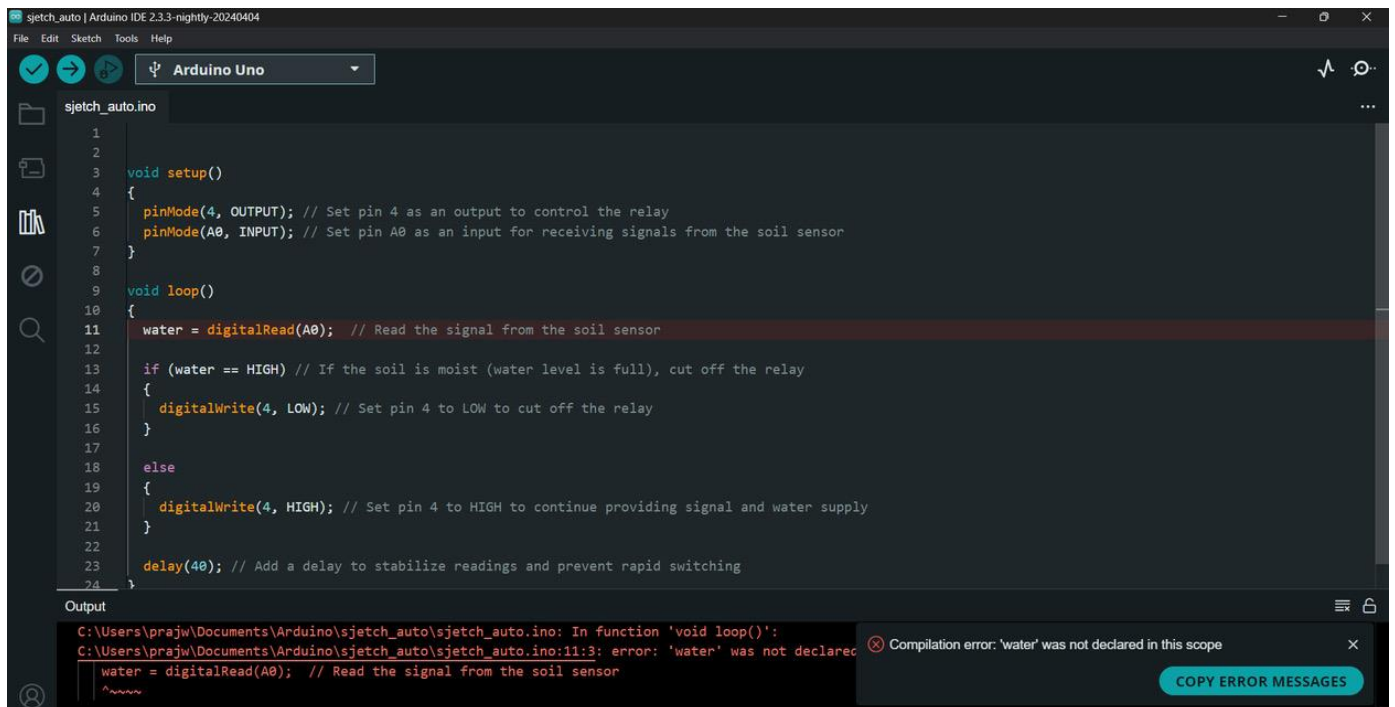 sjetch_auto | Arduino IDE 2.3.3-nightly-20240404
File Edit Sketch Tools Help
Arduino Uno
sjetch_auto.ino
1
2
3 void setup()
4 {
5 pinMode(4, OUTPUT); // Set pin 4 as an output to control the relay
6 pinMode(A0, INPUT); // Set pin A0 as an input for receiving signals from the soil sensor
7 }
8
9 void loop()
10 {
11 water = digitalRead(A0);  // Read the signal from the soil sensor
12
13 if (water == HIGH) // If the soil is moist (water level is full), cut off the relay
14 {
15 digitalWrite(4, LOW); // Set pin 4 to LOW to cut off the relay
16 }
17
18 else
19 {
20 digitalWrite(4, HIGH); // Set pin 4 to HIGH to continue providing signal and water supply
21 }
22
23 delay(40); // Add a delay to stabilize readings and prevent rapid switching
24 }
Output
C:\Users\prajw\Documents\Arduino\sjetch_auto\sjetch_auto.ino: In function 'void loop()':
C:\Users\prajw\Documents\Arduino\sjetch_auto\sjetch_auto.ino:11:3: error: 'water' was not declared
water = digitalRead(A0);  // Read the signal from the soil sensor
^~~~~
Compilation error: 'water' was not declared in this scope
COPY ERROR MESSAGES